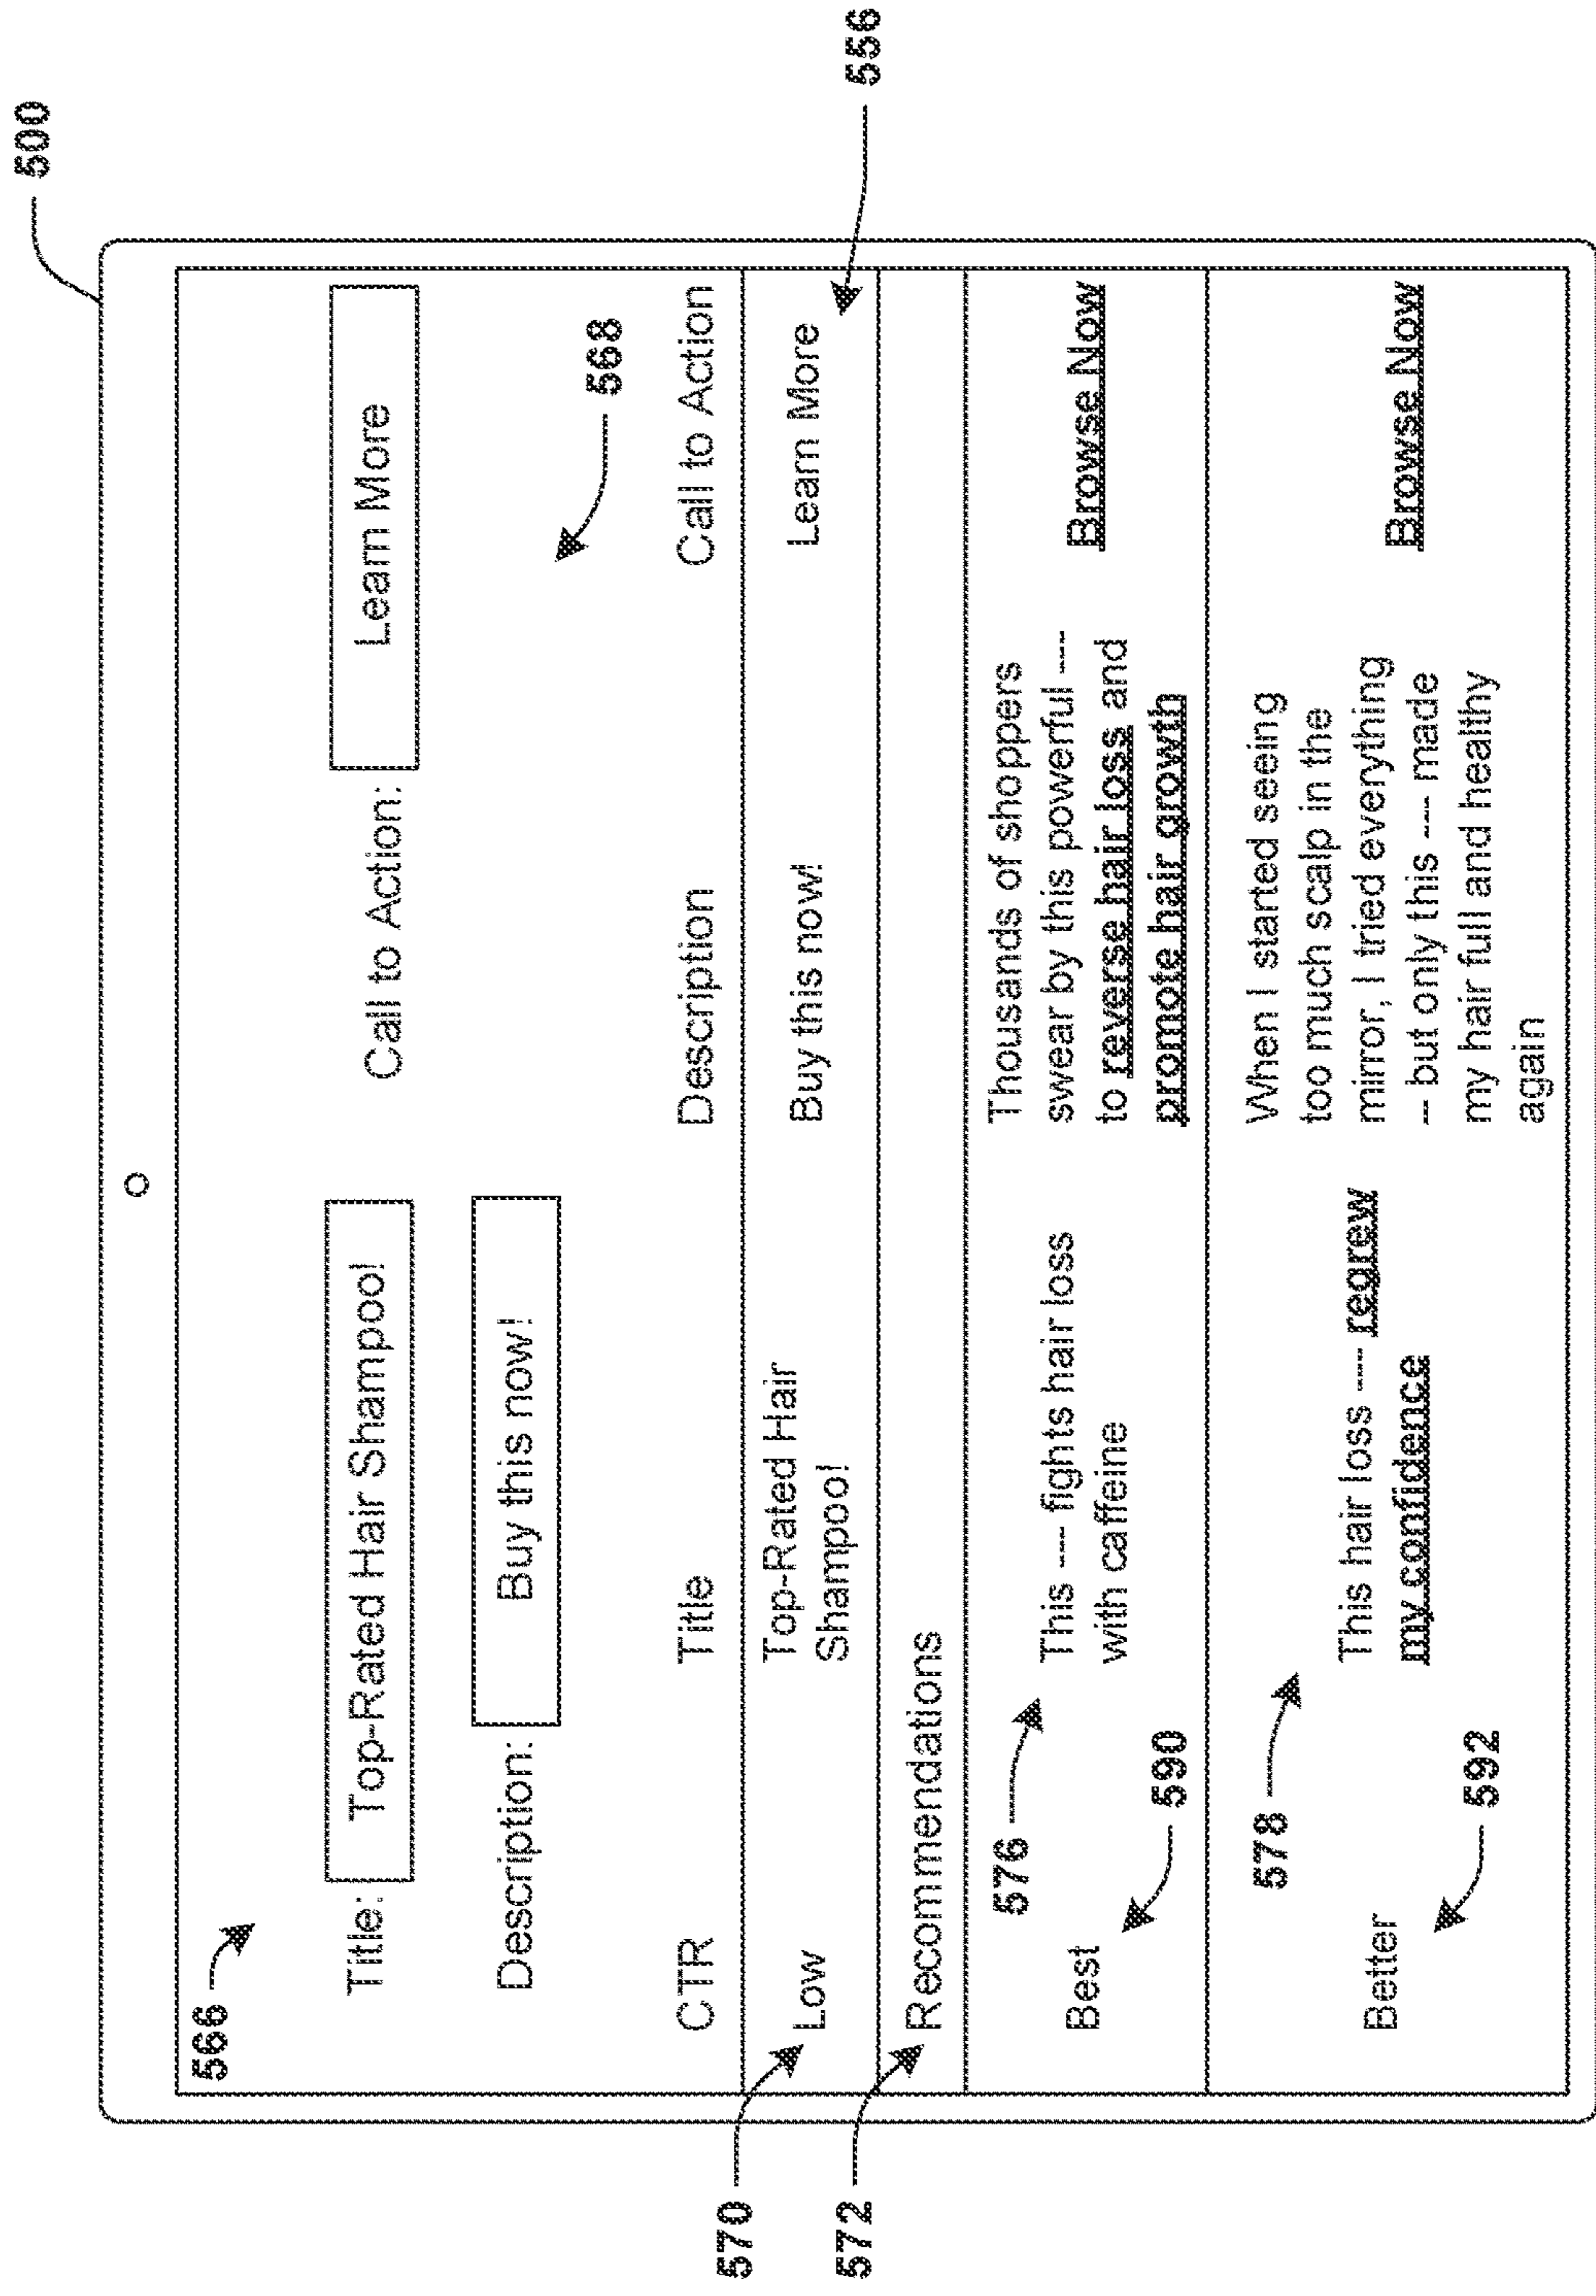 500
566
Title: Top-Rated Hair Shampoo! Call to Action: Learn More
Description: Buy this now!
568
CTR Title Description Call to Action
570
Low Top-Rated Hair Buy this now! Learn More
Shampoo!
556
572
Recommendations
576
Best
590
This --- fights hair loss
with caffeine
Thousands of shoppers
swear by this powerful ---
to reverse hair loss and
promote hair growth
Browse Now
578
Better
592
This hair loss --- regrew
my confidence
When I started seeing
too much scalp in the
mirror, I tried everything
-- but only this --- made
my hair full and healthy
again
Browse Now